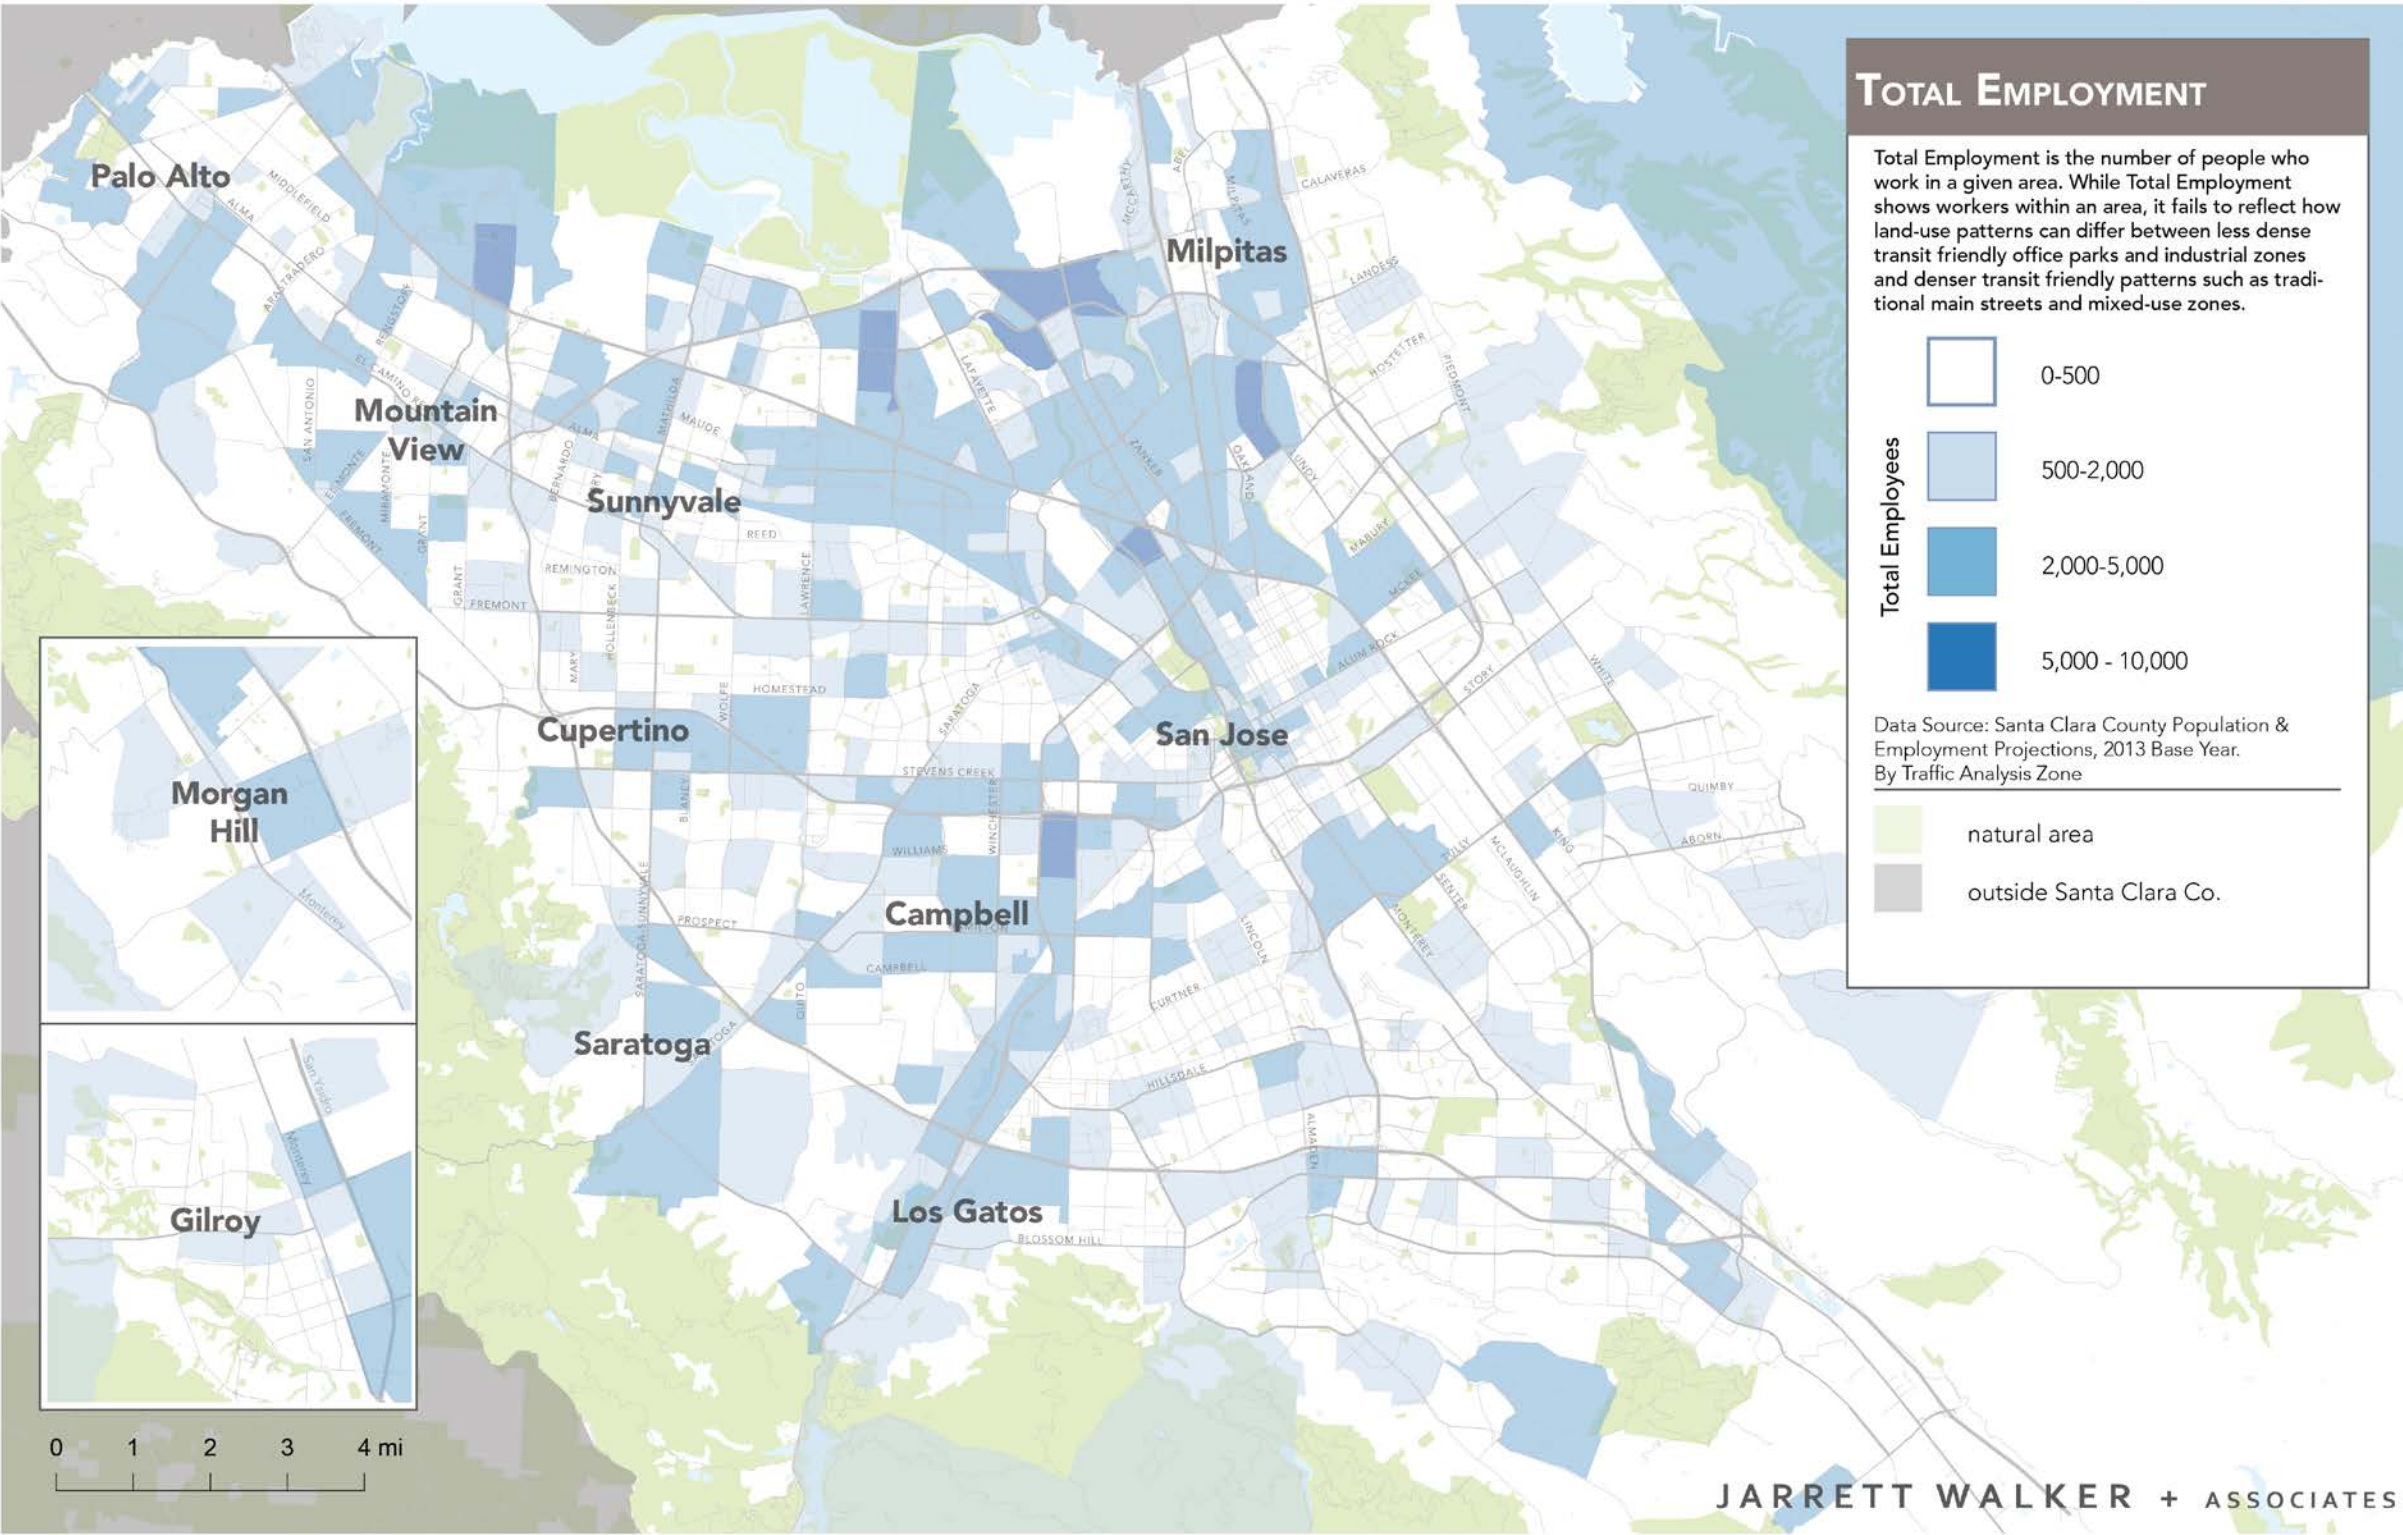 TOTAL EMPLOYMENT
Total Employment is the number of people who
work in a given area. While Total Employment
shows workers within an area, it fails to reflect how
land-use patterns can differ between less dense
transit friendly office parks and industrial zones
and denser transit friendly patterns such as tradi-
tional main streets and mixed-use zones.
Total Employees
0-500
500-2,000
2,000-5,000
5,000 - 10,000
Data Source: Santa Clara County Population &
Employment Projections, 2013 Base Year.
By Traffic Analysis Zone
natural area
outside Santa Clara Co.
Palo Alto
MIDDLEFIELD
ALMA
ARASTRADERO
RENGSTORF
Milpitas
MCCARTHY
ABEL
MILPITAS
CALAVERAS
LANDESS
HOSTETTER
PIEDMONT
Mountain
View
SAN ANTONIO
EL MONTE
MIRAMONTE
FREMONT
GRANT
GRANT
ALMA
BERNARDO
MATHILDA
MAUDE
LAFAYETTE
ZANKER
OAKLAND
LUNDY
MABURY
MCKEE
Sunnyvale
REED
REMINGTON
FREMONT
HOLLENBECK
LAWRENCE
MARY
WOLFE
HOMESTEAD
SARATOGA
ALUM ROCK
STORY
WHITE
Cupertino
San Jose
STEVENS CREEK
BLANEY
WINCHESTER
WILLIAMS
QUIMBY
ABORN
KING
TULLY
MCLAUGHLIN
SENTER
MONTEREY
Campbell
PROSPECT
SARATOGA SUNNYVALE
CAMPBELL
LINCOLN
CURTNER
QUITO
Saratoga
HILLSDALE
ALMADEN
Los Gatos
BLOSSOM HILL
Morgan
Hill
Monterey
San Ysidro
Monterey
Gilroy
0 1 2 3 4 mi
JARRETT WALKER + ASSOCIATES